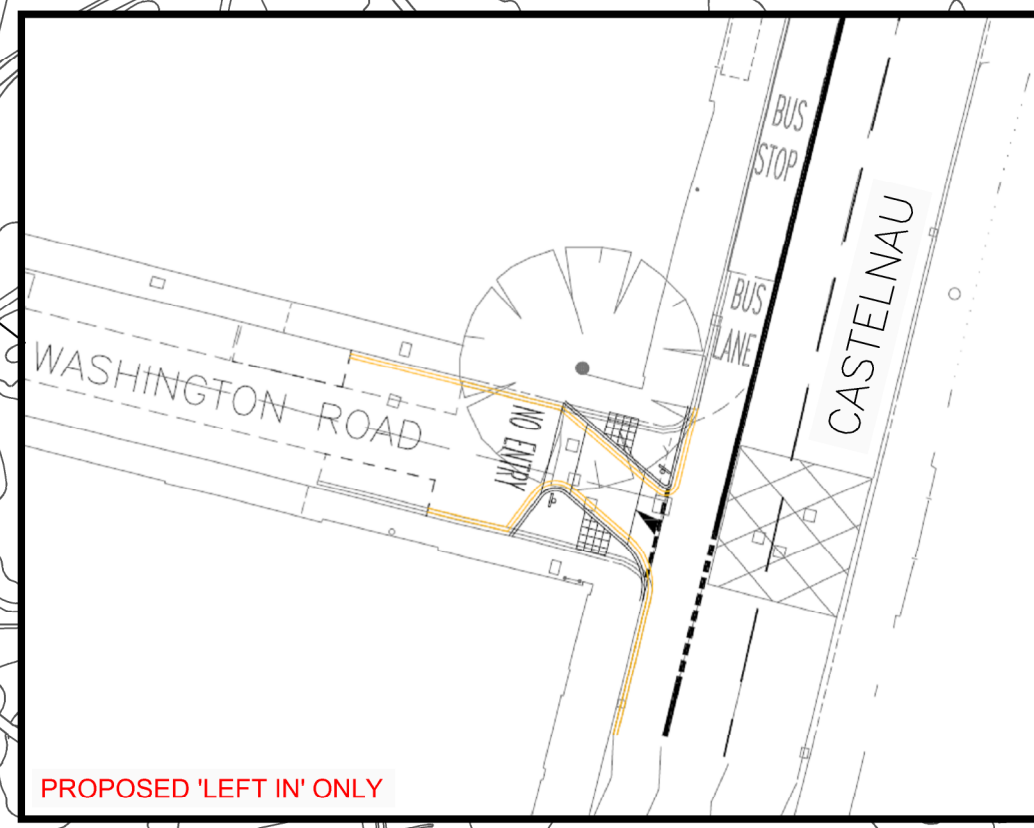 BUS
STOP
BUS
LANE
CASTELNAU
WASHINGTON ROAD
NO ENTRY
PROPOSED 'LEFT IN' ONLY